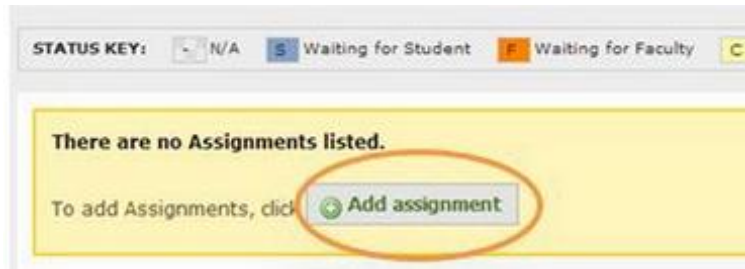 STATUS KEY: - N/A S Waiting for Student F Waiting for Faculty C
There are no Assignments listed.
To add Assignments, click Add assignment